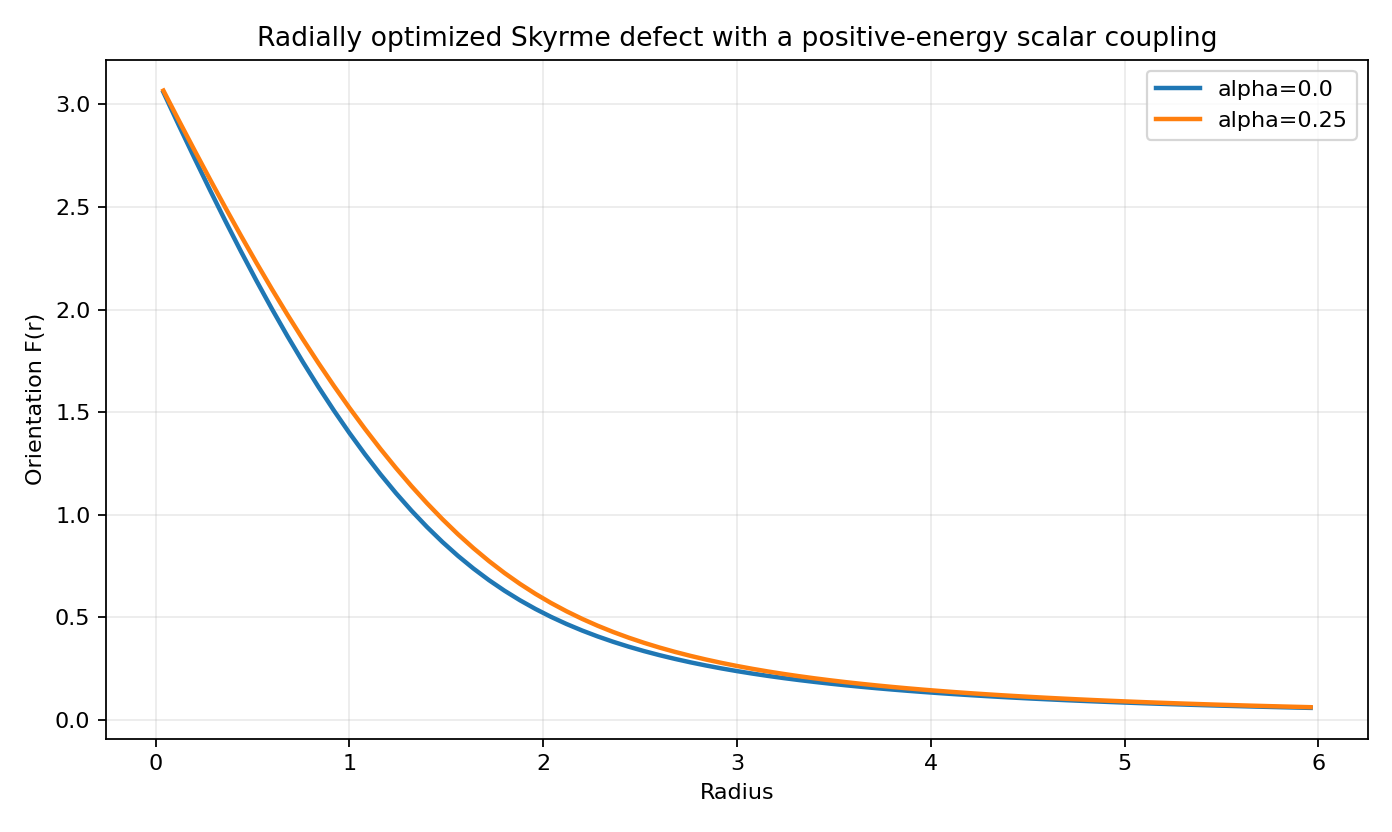 Radially optimized Skyrme defect with a positive-energy scalar coupling
alpha=0.0
alpha=0.25
Orientation F(r)
3.0
2.5
2.0
1.5
1.0
0.5
0.0
0 1 2 3 4 5 6
Radius